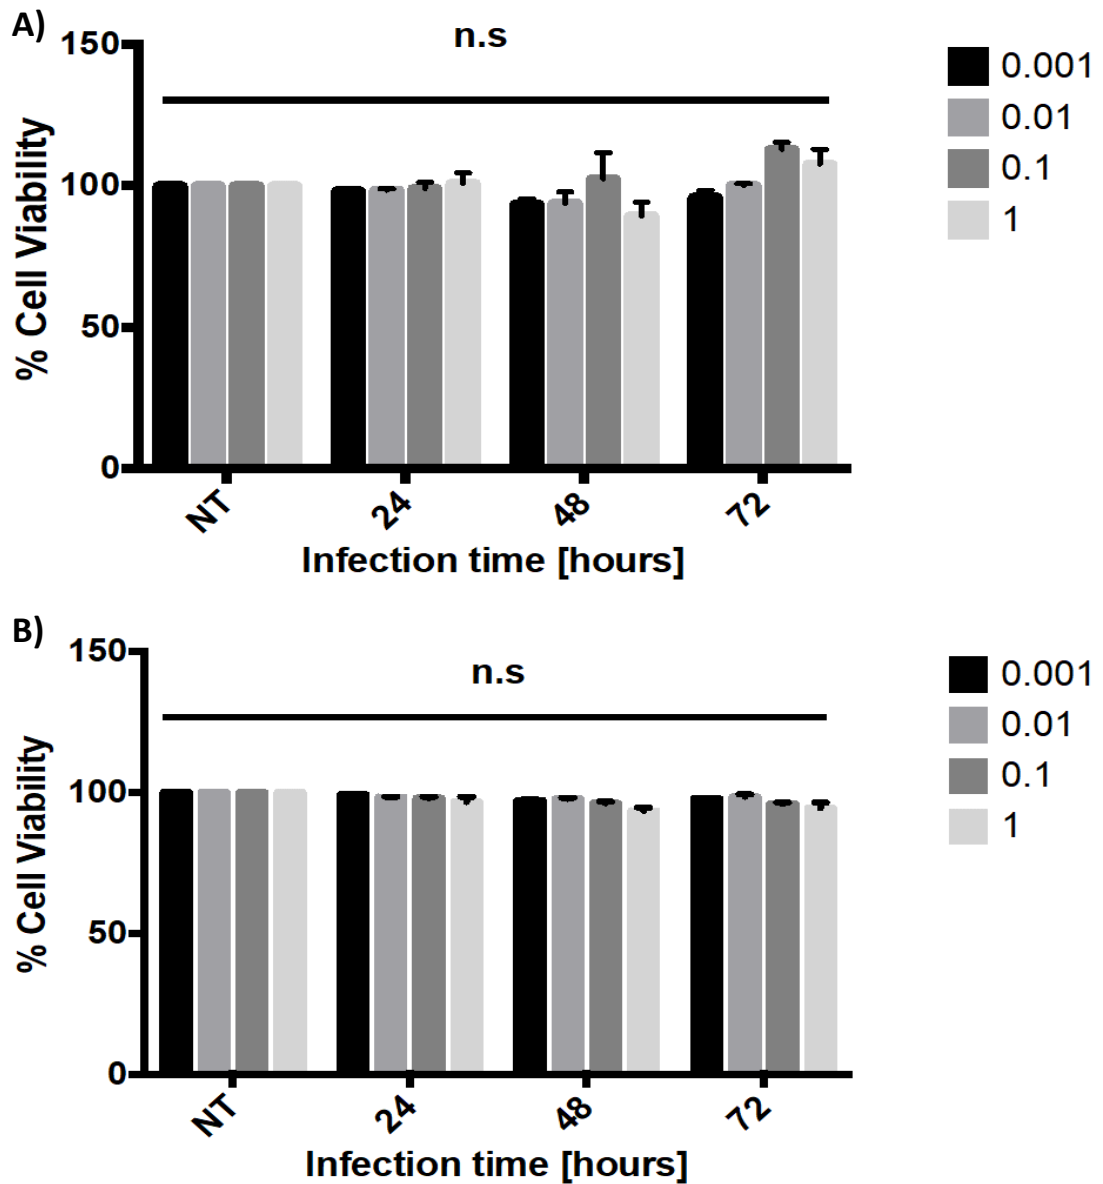 A)
n.s
150
100
50
0
% Cell Viability
NT 24 48 72
Infection time [hours]
0.001
0.01
0.1
1
B)
n.s
150
100
50
0
% Cell Viability
NT 24 48 72
Infection time [hours]
0.001
0.01
0.1
1